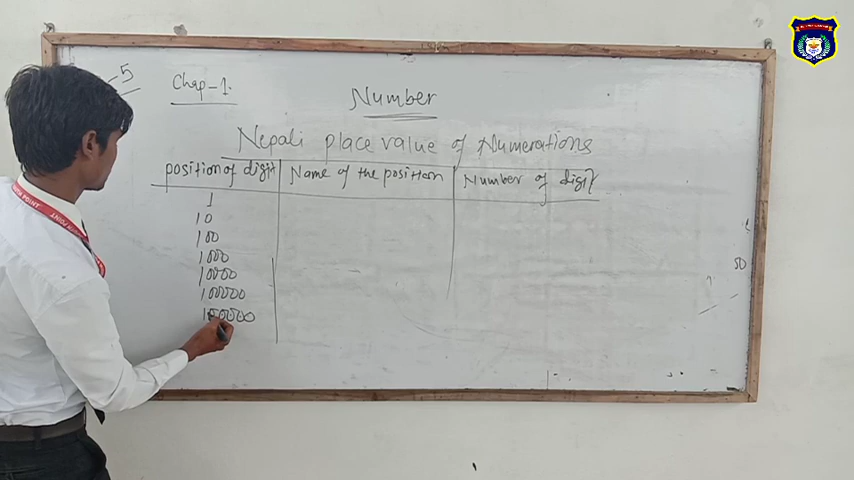 -5
Chap-1.
Number
Nepali place value of Numerations
position of digit Name of the position Number of digit
1
10
100
1000
10000
100000
50